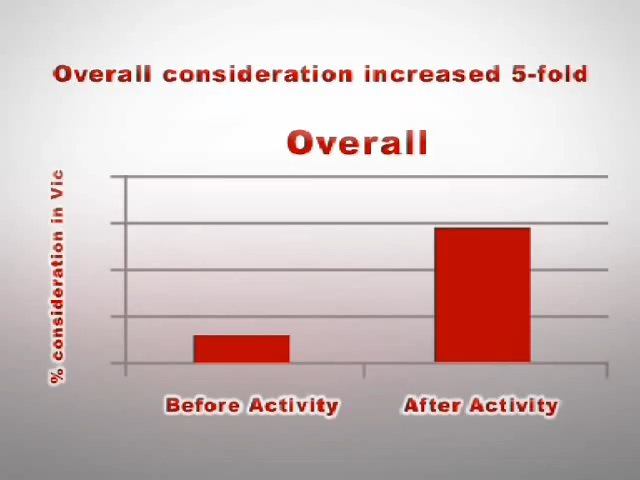 Overall consideration increased 5-fold
Overall
% consideration in Vic
Before Activity
After Activity